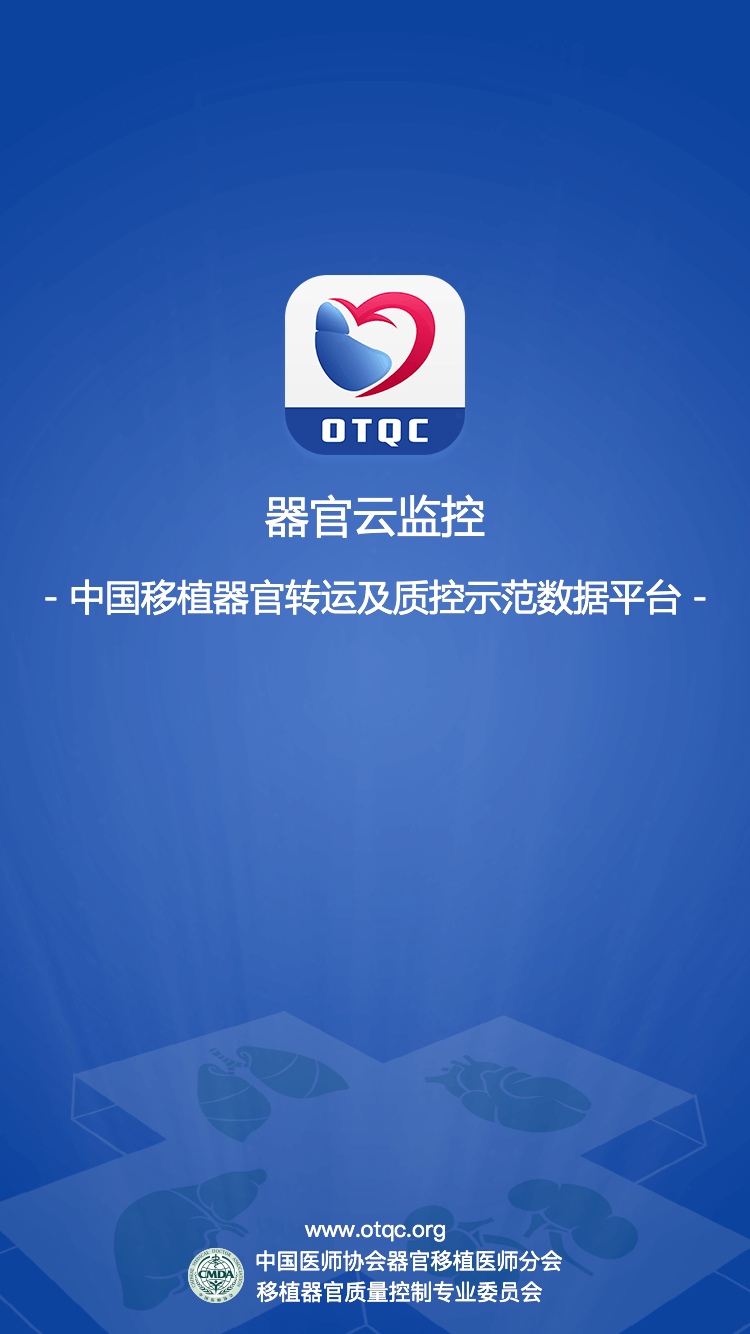 OTQC
器官云监控
- 中国移植器官转运及质控示范数据平台 -
www.otqc.org
CMDA
中国医师协会器官移植医师分会
移植器官质量控制专业委员会